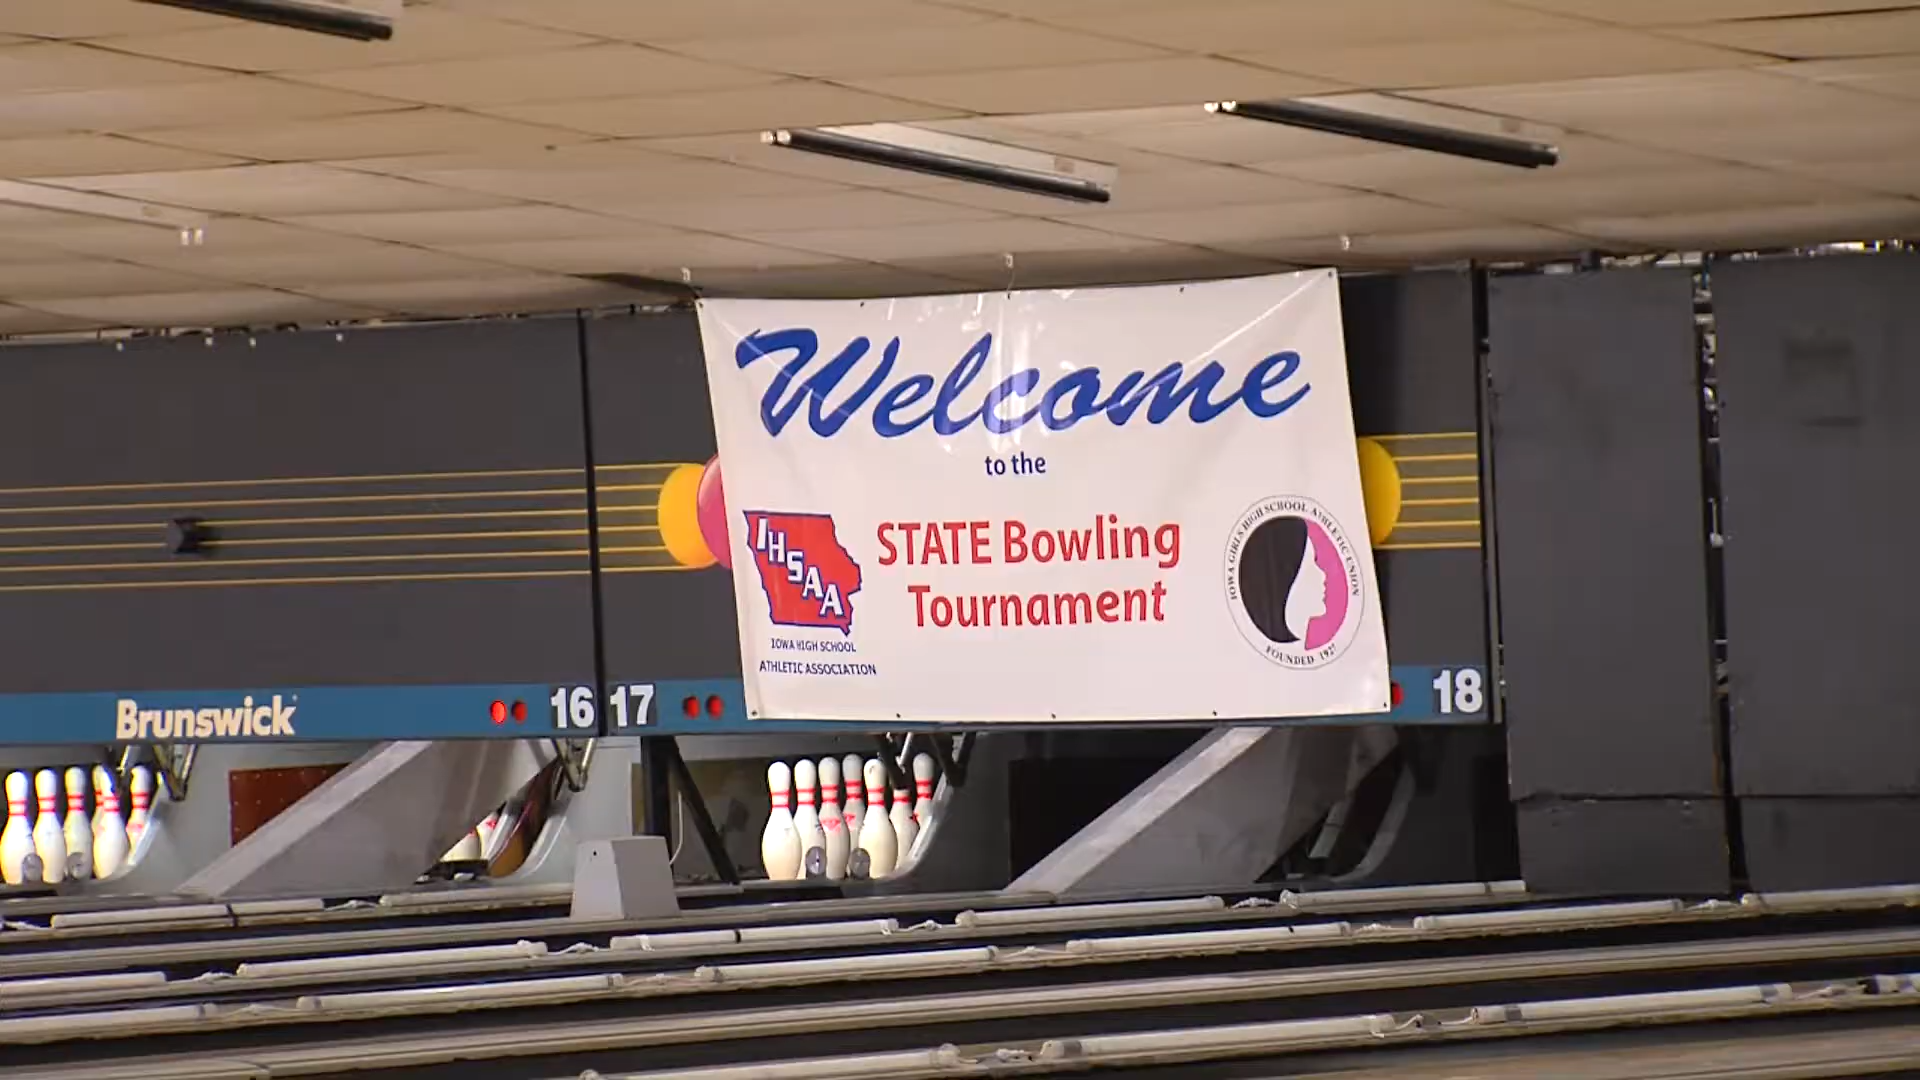 Welcome
to the
STATE Bowling
Tournament
IHSAA
IOWA HIGH SCHOOL
ATHLETIC ASSOCIATION
IOWA GIRLS HIGH SCHOOL ATHLETIC UNION
FOUNDED 1927
Brunswick
16 17
18